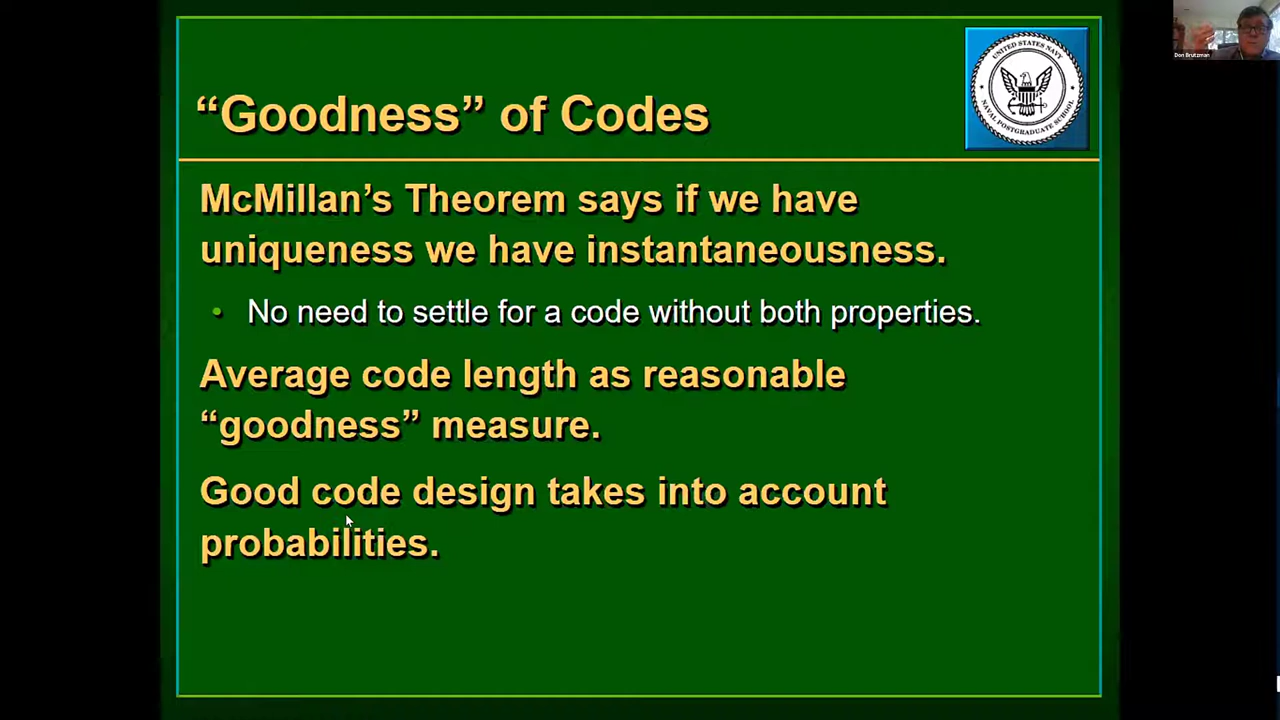 “Goodness” of Codes
UNITED STATES NAVY
NAVAL POSTGRADUATE SCHOOL
Don Brutzman
McMillan’s Theorem says if we have
uniqueness we have instantaneousness.
• No need to settle for a code without both properties.
Average code length as reasonable
“goodness” measure.
Good code design takes into account
probabilities.